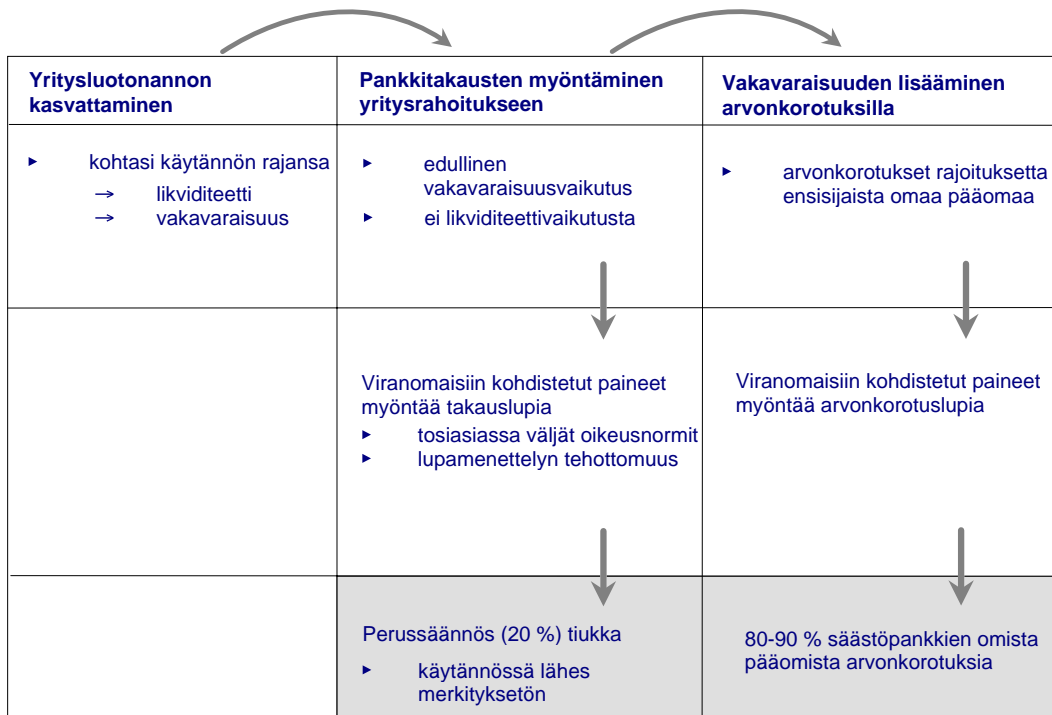 Yritysluotonannon
kasvattaminen
Pankkitakausten myöntäminen
yritysrahoitukseen
Vakavaraisuuden lisääminen
arvonkorotuksilla
► kohtasi käytännön rajansa
→ likviditeetti
→ vakavaraisuus
► edullinen
vakavaraisuusvaikutus
► ei likviditeettivaikutusta
► arvonkorotukset rajoituksetta
ensisijaista omaa pääomaa
Viranomaisiin kohdistetut paineet
myöntää takauslupia
► tosiasiassa väljät oikeusnormit
► lupamenettelyn tehottomuus
Viranomaisiin kohdistetut paineet
myöntää arvonkorotuslupia
Perussäännös (20 %) tiukka
► käytännössä lähes
merkityksetön
80-90 % säästöpankkien omista
pääomista arvonkorotuksia